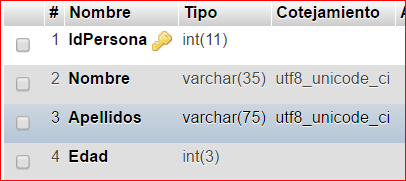 # Nombre Tipo Cotejamiento
1 IdPersona int(11)
2 Nombre varchar(35) utf8_unicode_ci
3 Apellidos varchar(75) utf8_unicode_ci
4 Edad int(3)